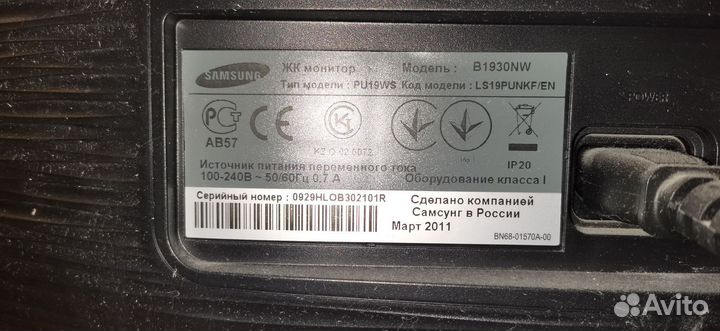 SAMSUNG ЖК монитор Модель : B1930NW
Тип модели : PU19WS Код модели : LS19PUNKF/EN
POWER
АВ57
IP20
Источник питания переменного тока
100-240В ~ 50/60Гц 0,7 А Оборудование класса I
Серийный номер : 0929HLOB302101R
Сделано компанией
Самсунг в России
Март 2011
BN68-01570A-00
Avito